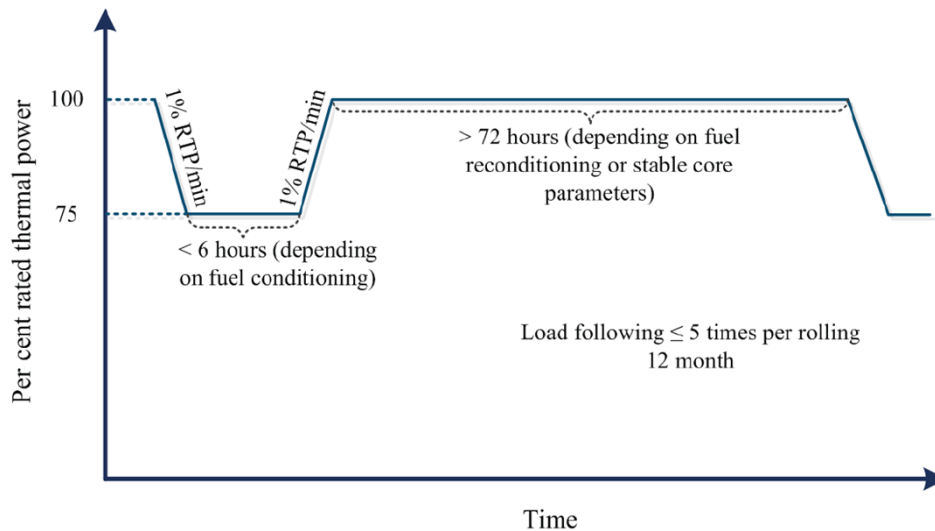 Per cent rated thermal power
100
75
1% RTP/min
1% RTP/min
> 72 hours (depending on fuel
reconditioning or stable core
parameters)
< 6 hours (depending
on fuel conditioning)
Load following ≤ 5 times per rolling
12 month
Time